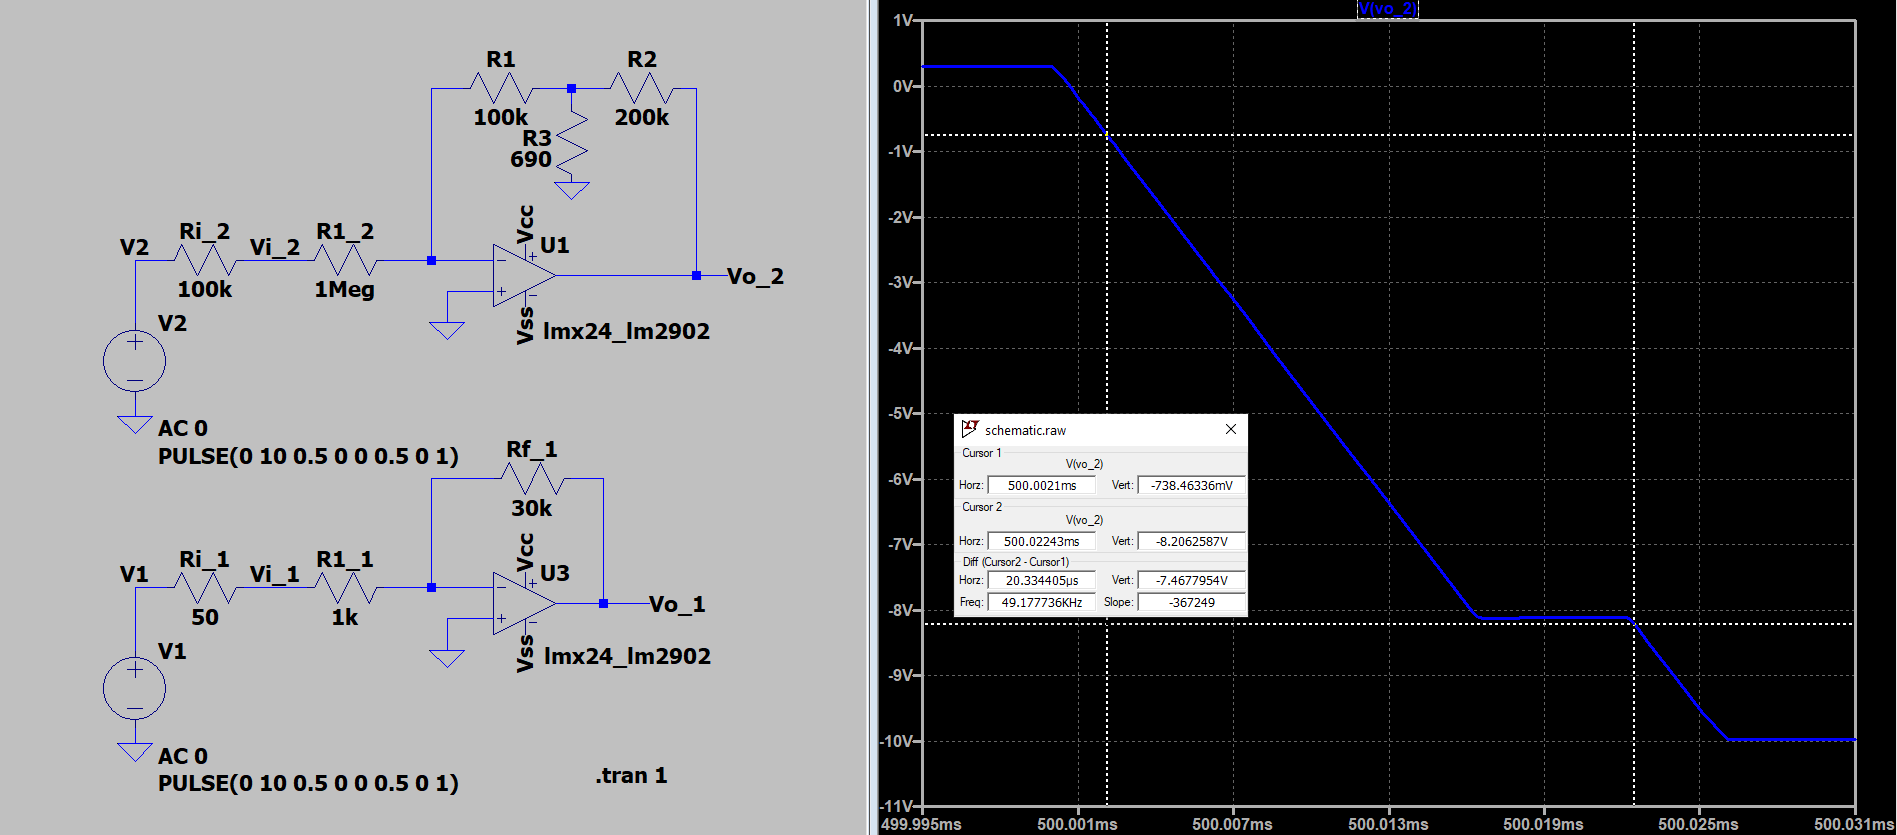 R1
R2
100k
200k
R3
690
Vcc
Ri_2
R1_2
V2
Vi_2
U1
100k
1Meg
Vo_2
V2
Vss
lmx24_lm2902
AC 0
PULSE(0 10 0.5 0 0 0.5 0 1)
Rf_1
30k
Vcc
Ri_1
R1_1
V1
Vi_1
U3
50
1k
Vo_1
V1
Vss
lmx24_lm2902
AC 0
PULSE(0 10 0.5 0 0 0.5 0 1)
.tran 1
V(vo_2)
1V
0V
-1V
-2V
-3V
-4V
-5V
-6V
-7V
-8V
-9V
-10V
-11V
499.995ms 500.001ms 500.007ms 500.013ms 500.019ms 500.025ms 500.031ms
schematic.raw
Cursor 1
V(vo_2)
Horz: 500.0021ms Vert: -738.46336mV
Cursor 2
V(vo_2)
Horz: 500.02243ms Vert: -8.2062587V
Diff (Cursor2 - Cursor1)
Horz: 20.334405µs Vert: -7.4677954V
Freq: 49.177736KHz Slope: -367249